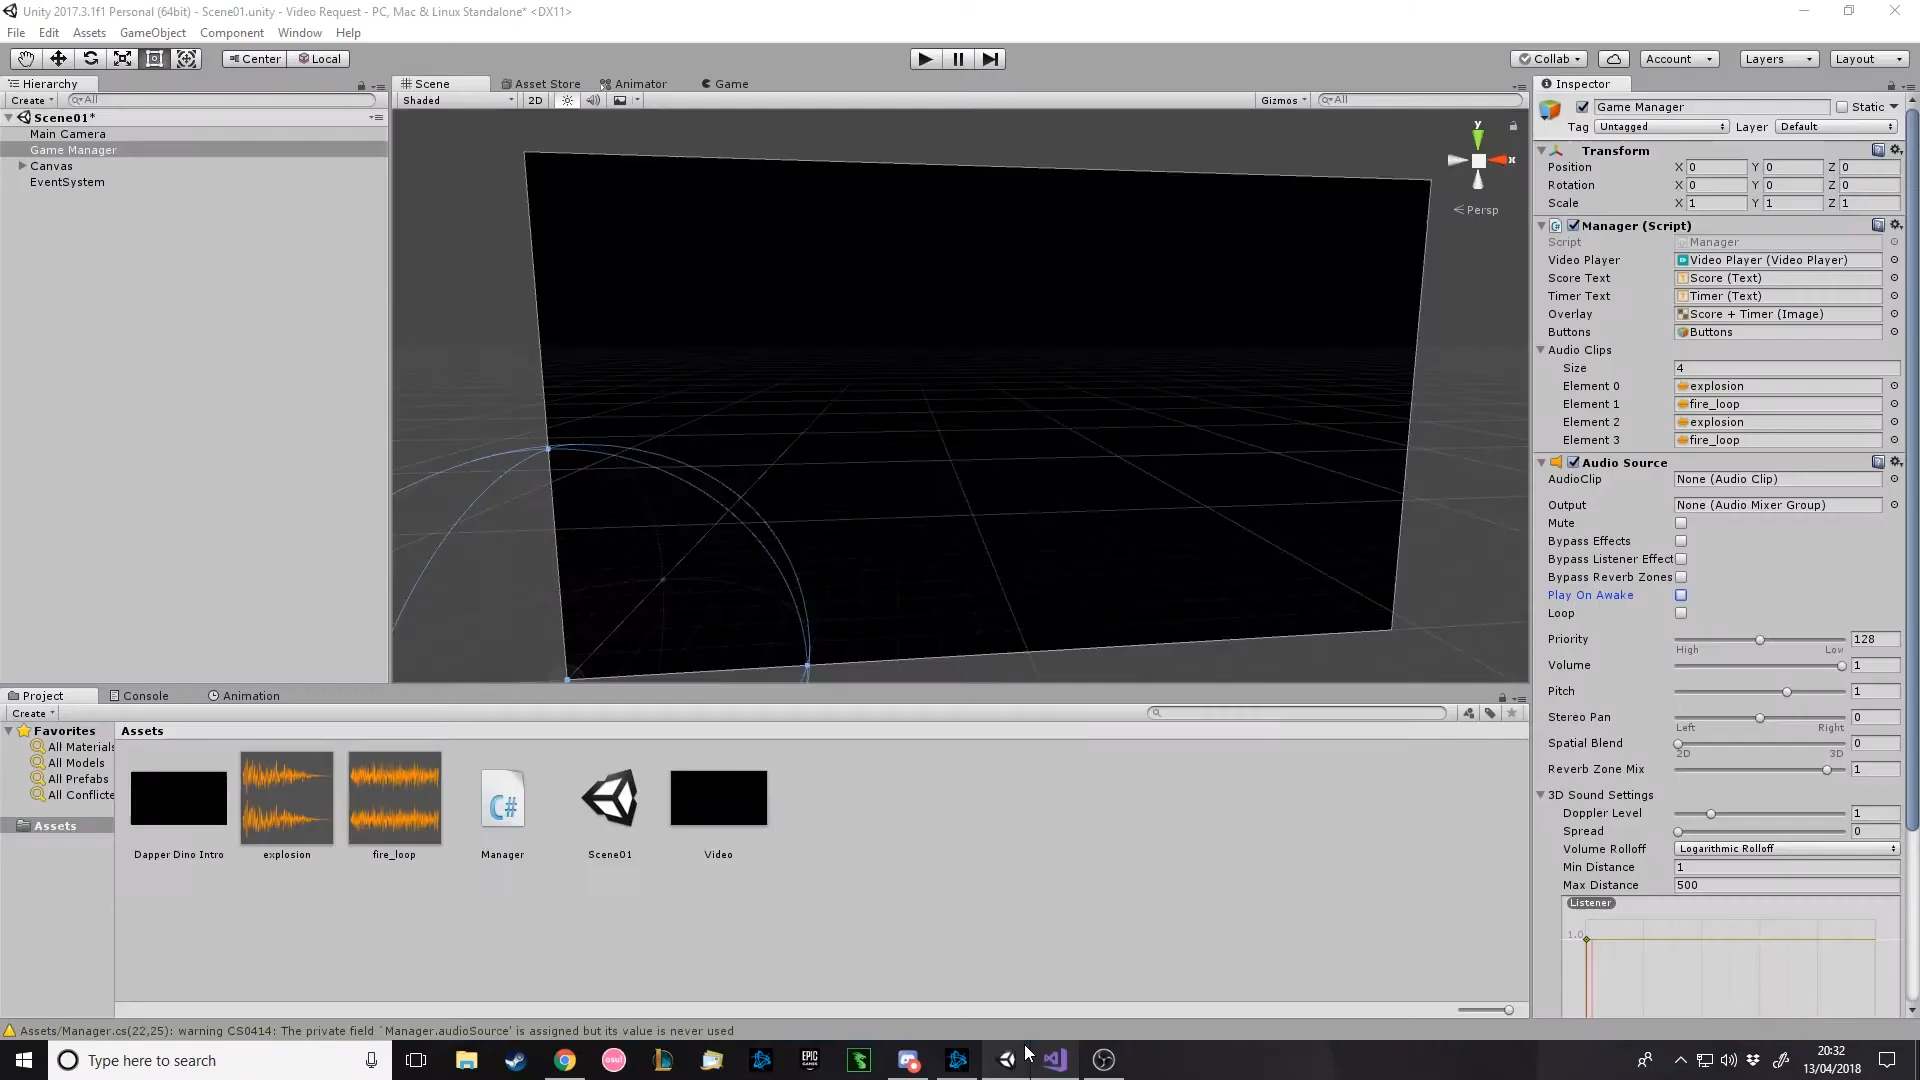 Unity 2017.3.1f1 Personal (64bit) - Scene01.unity - Video Request - PC, Mac & Linux Standalone* <DX11>
File Edit Assets GameObject Component Window Help
Center Local Collab Account Layers Layout
Hierarchy
Create All
Scene01*
Main Camera
Game Manager
Canvas
EventSystem
Scene Asset Store Animator Game
Shaded 2D Gizmos All
y
x
Persp
Inspector
Game Manager Static
Tag Untagged Layer Default
Transform
Position X 0 Y 0 Z 0
Rotation X 0 Y 0 Z 0
Scale X 1 Y 1 Z 1
Manager (Script)
Script Manager
Video Player Video Player (Video Player)
Score Text Score (Text)
Timer Text Timer (Text)
Overlay Score + Timer (Image)
Buttons Buttons
Audio Clips
Size 4
Element 0 explosion
Element 1 fire_loop
Element 2 explosion
Element 3 fire_loop
Audio Source
AudioClip None (Audio Clip)
Output None (Audio Mixer Group)
Mute
Bypass Effects
Bypass Listener Effect
Bypass Reverb Zones
Play On Awake
Loop
Priority 128
High Low
Volume 1
Pitch 1
Stereo Pan 0
Left Right
Spatial Blend 0
2D 3D
Reverb Zone Mix 1
3D Sound Settings
Doppler Level 1
Spread 0
Volume Rolloff Logarithmic Rolloff
Min Distance 1
Max Distance 500
Listener
1.0
Project Console Animation
Create
Favorites
All Materials
All Models
All Prefabs
All Conflicte
Assets
Assets
Dapper Dino Intro explosion fire_loop Manager Scene01 Video
C#
Assets/Manager.cs(22,25): warning CS0414: The private field `Manager.audioSource' is assigned but its value is never used
Type here to search
osu!
EPIC GAMES
20:32
13/04/2018